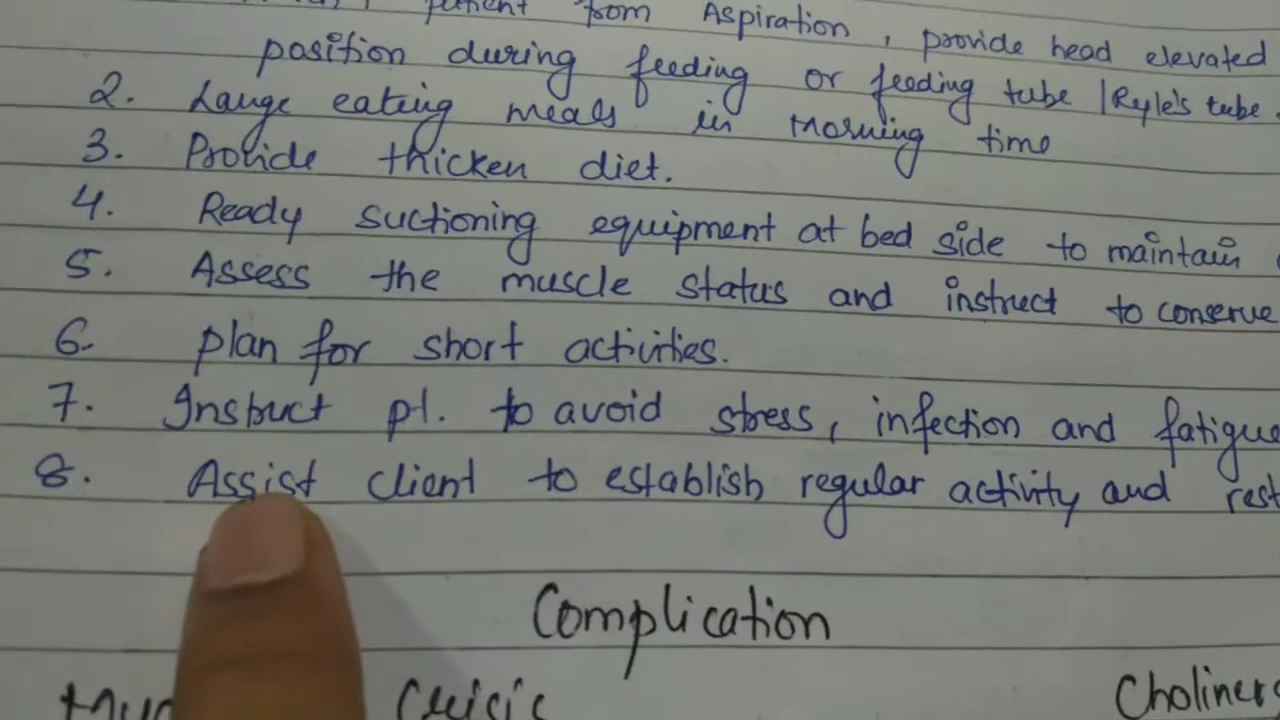 patient from Aspiration, provide head elevated
position during feeding or feeding tube / Ryle's tube.
2. Large eating meals in morning time
3. Provide thicken diet.
4. Ready suctioning equipment at bed side to maintain
5. Assess the muscle status and instruct to conserve
6. plan for short activities.
7. Instruct pt. to avoid stress, infection and fatigue
8. Assist client to establish regular activity and rest
Complication
Crisis